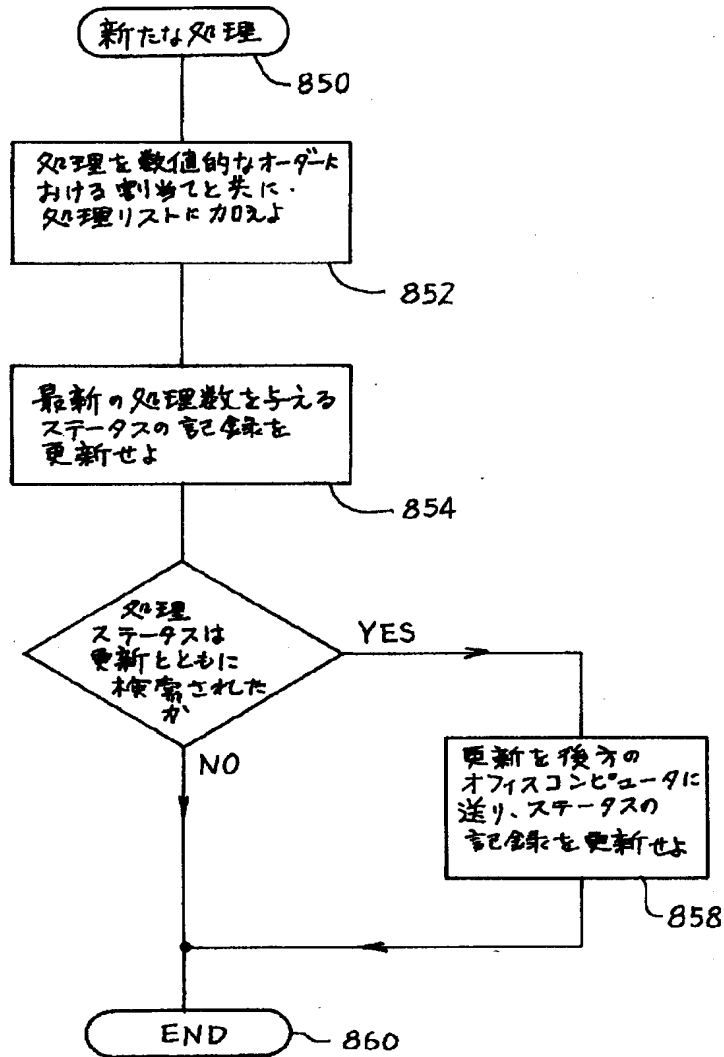 新たな処理
850
処理を数値的なオーダーに
おける割当てと共に、
処理リストに加えよ
852
最新の処理数を与える
ステータスの記録を
更新せよ
854
処理
ステータスは
更新とともに
検索された
か
YES
NO
更新を後方の
オフィスコンピュータに
送り、ステータスの
記録を更新せよ
858
END
860